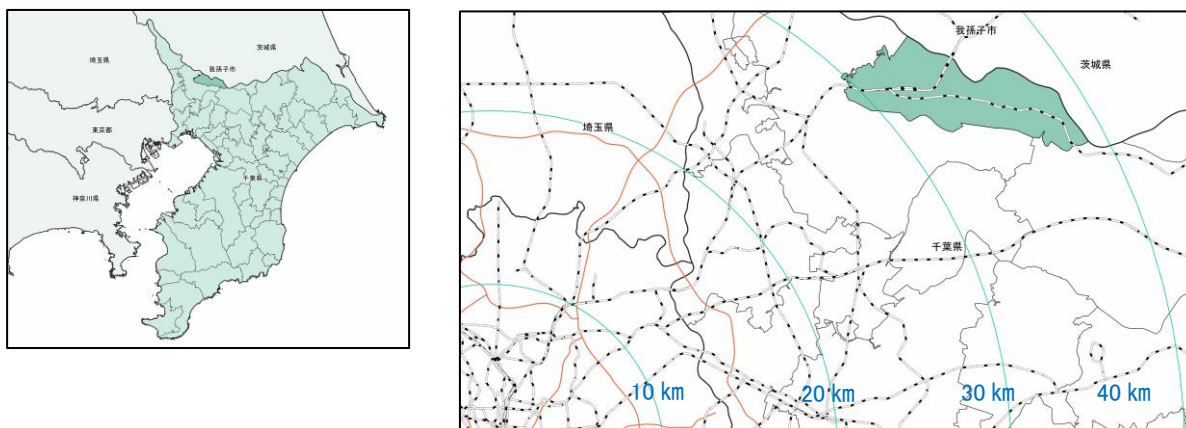 茨城県
埼玉県
我孫子市
東京都
千葉県
神奈川県
我孫子市
茨城県
埼玉県
千葉県
10 km
20 km
30 km
40 km